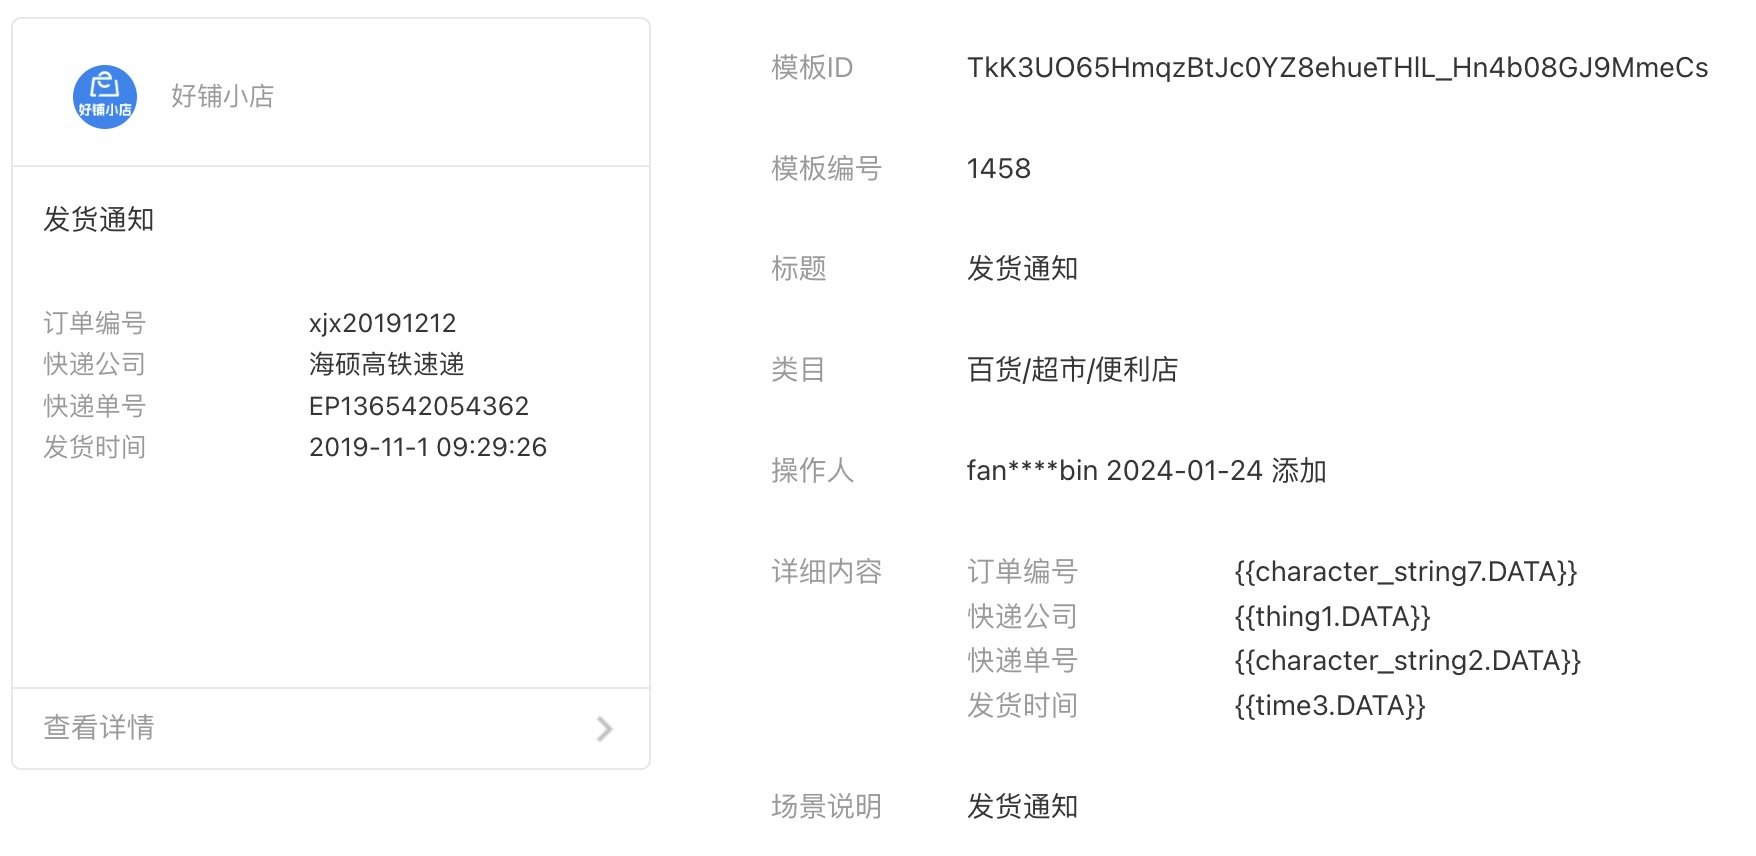 好铺小店
好铺小店
发货通知
订单编号 xjx20191212
快递公司 海硕高铁速递
快递单号 EP136542054362
发货时间 2019-11-1 09:29:26
查看详情
模板ID TkK3UO65HmqzBtJc0YZ8ehueTHlL_Hn4b08GJ9MmeCs
模板编号 1458
标题 发货通知
类目 百货/超市/便利店
操作人 fan****bin 2024-01-24 添加
详细内容 订单编号 {{character_string7.DATA}}
快递公司 {{thing1.DATA}}
快递单号 {{character_string2.DATA}}
发货时间 {{time3.DATA}}
场景说明 发货通知